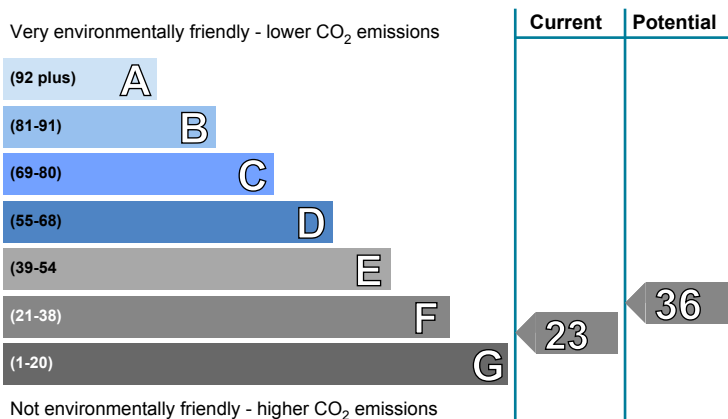 Current Potential
Very environmentally friendly - lower CO2 emissions
(92 plus) A
(81-91) B
(69-80) C
(55-68) D
(39-54 E
(21-38) F
36
23
(1-20) G
Not environmentally friendly - higher CO2 emissions